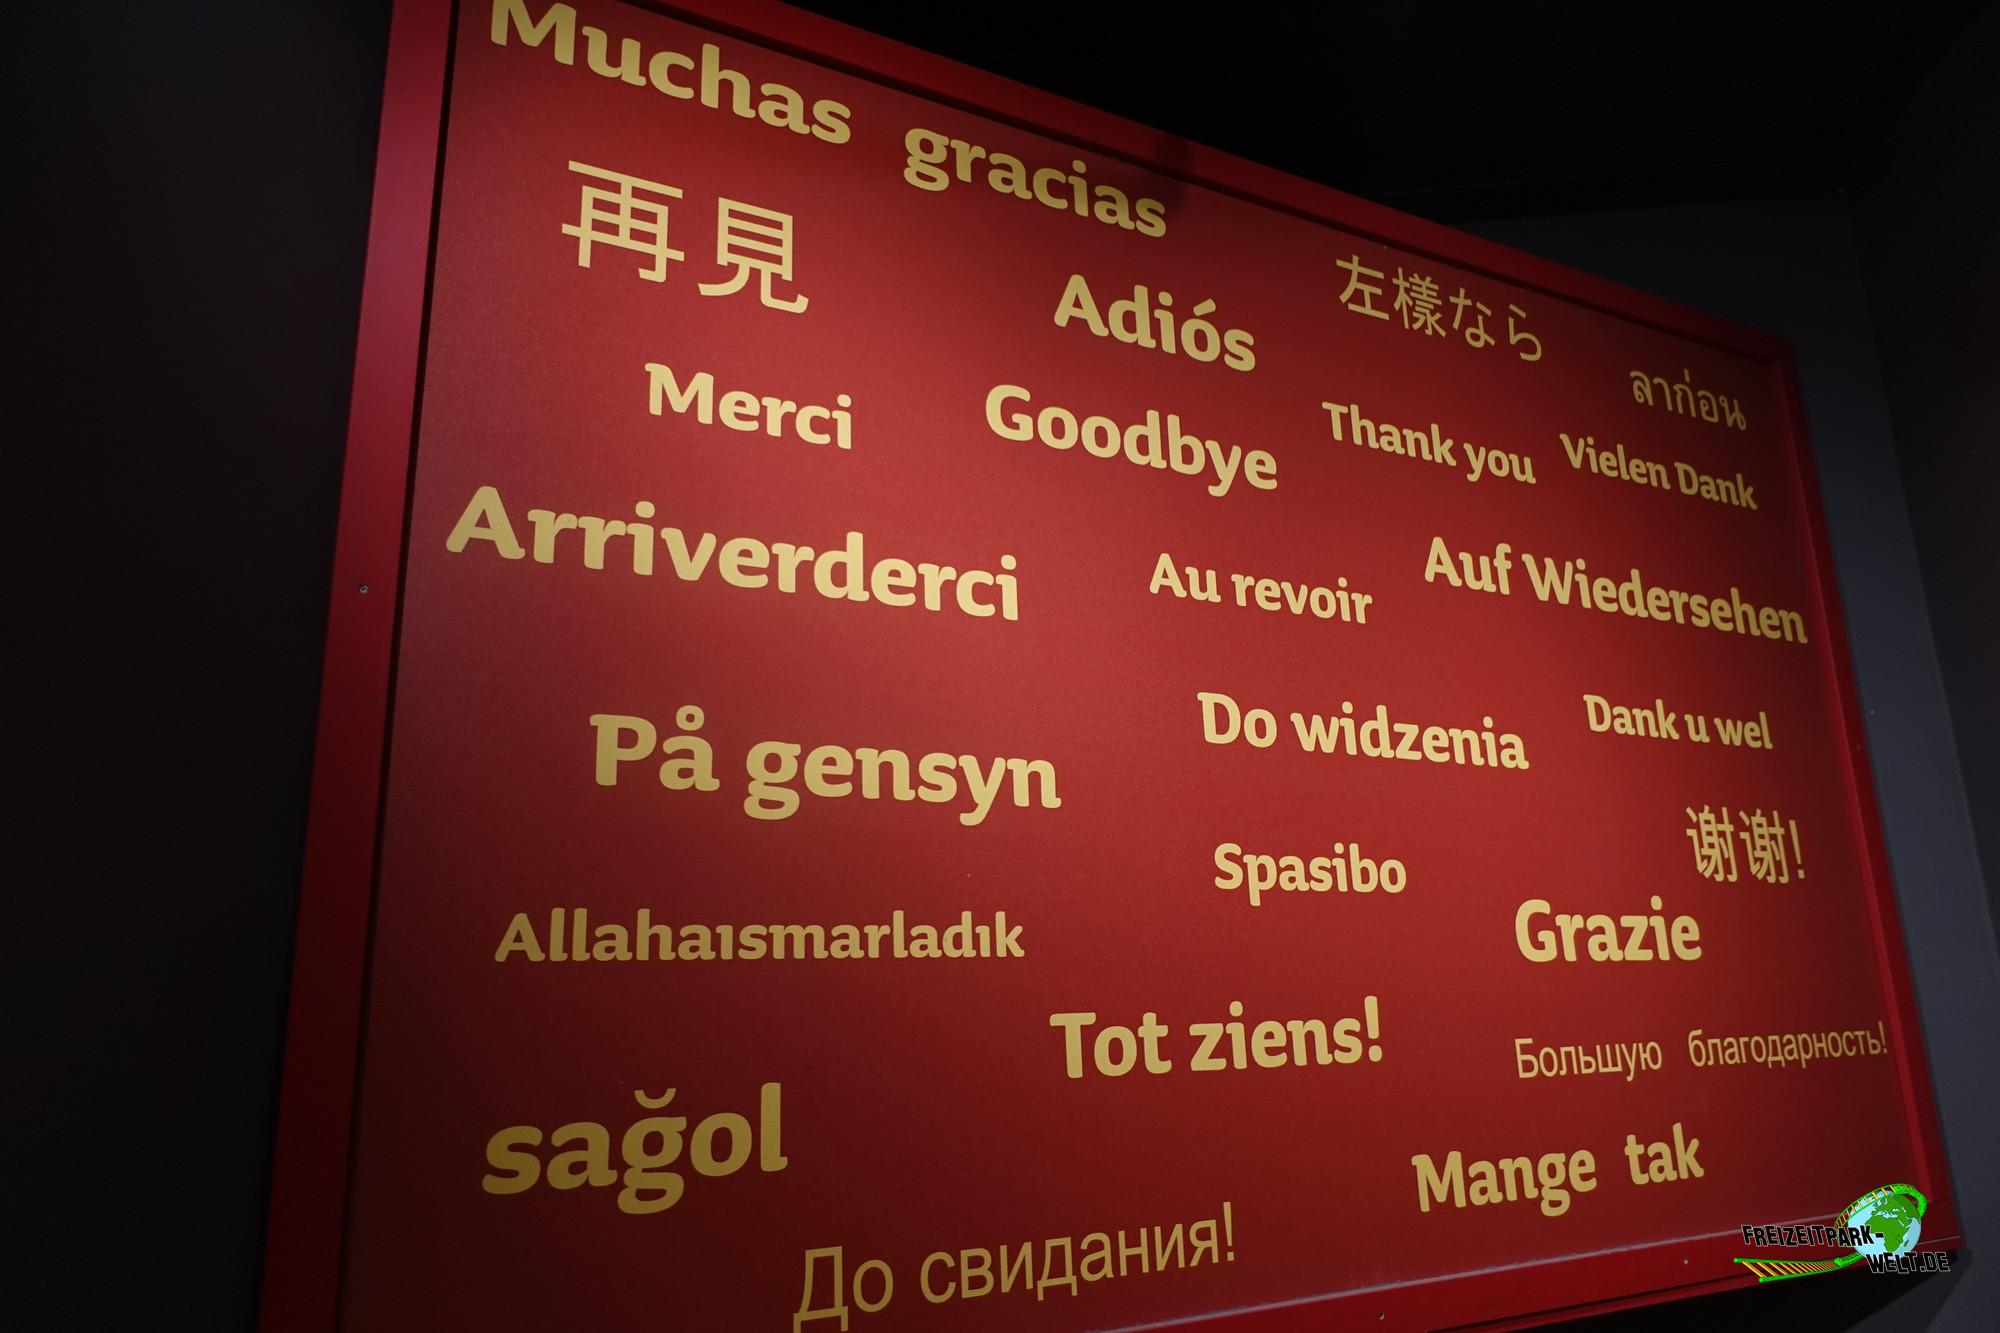 Muchas gracias
再見
Adiós
左様なら
ลาก่อน
Merci
Goodbye
Thank you
Vielen Dank
Arriverderci
Au revoir
Auf Wiedersehen
På gensyn
Do widzenia
Dank u wel
谢谢!
Spasibo
Allahaısmarladık
Grazie
Tot ziens!
Большую благодарность!
sağol
Mange tak
До свидания!
FREIZEITPARK-
WELT.DE